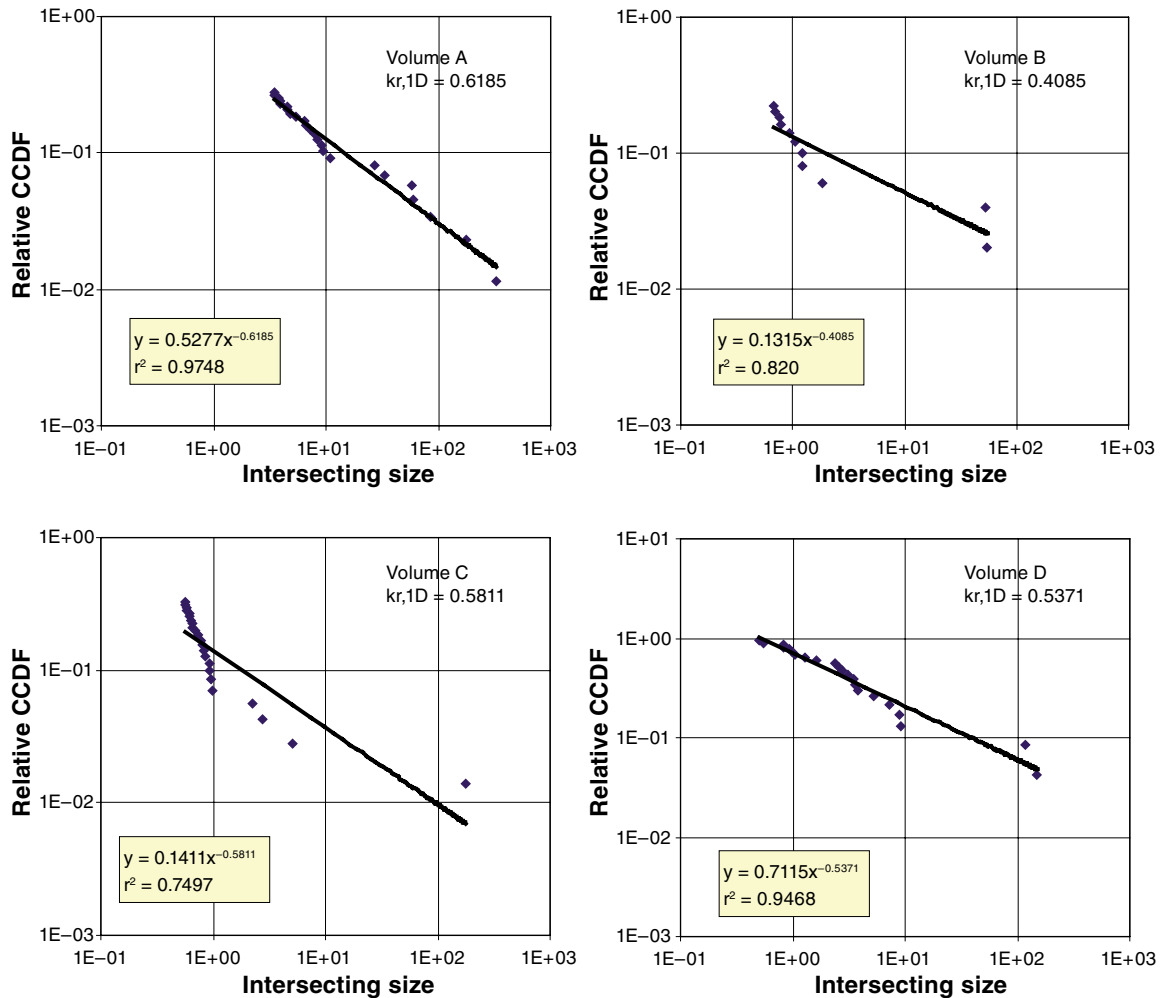 1E+00
Volume A
kr,1D = 0.6185
1E−01
Relative CCDF
1E−02
y = 0.5277x^−0.6185
r² = 0.9748
1E−03
1E−01 1E+00 1E+01 1E+02 1E+03
Intersecting size
1E+00
Volume B
kr,1D = 0.4085
1E−01
Relative CCDF
1E−02
y = 0.1315x^−0.4085
r² = 0.820
1E−03
1E−01 1E+00 1E+01 1E+02 1E+03
Intersecting size
1E+00
Volume C
kr,1D = 0.5811
1E−01
Relative CCDF
1E−02
y = 0.1411x^−0.5811
r² = 0.7497
1E−03
1E−01 1E+00 1E+01 1E+02 1E+03
Intersecting size
1E+01
Volume D
kr,1D = 0.5371
1E+00
Relative CCDF
1E−01
1E−02
y = 0.7115x^−0.5371
r² = 0.9468
1E−03
1E−01 1E+00 1E+01 1E+02 1E+03
Intersecting size